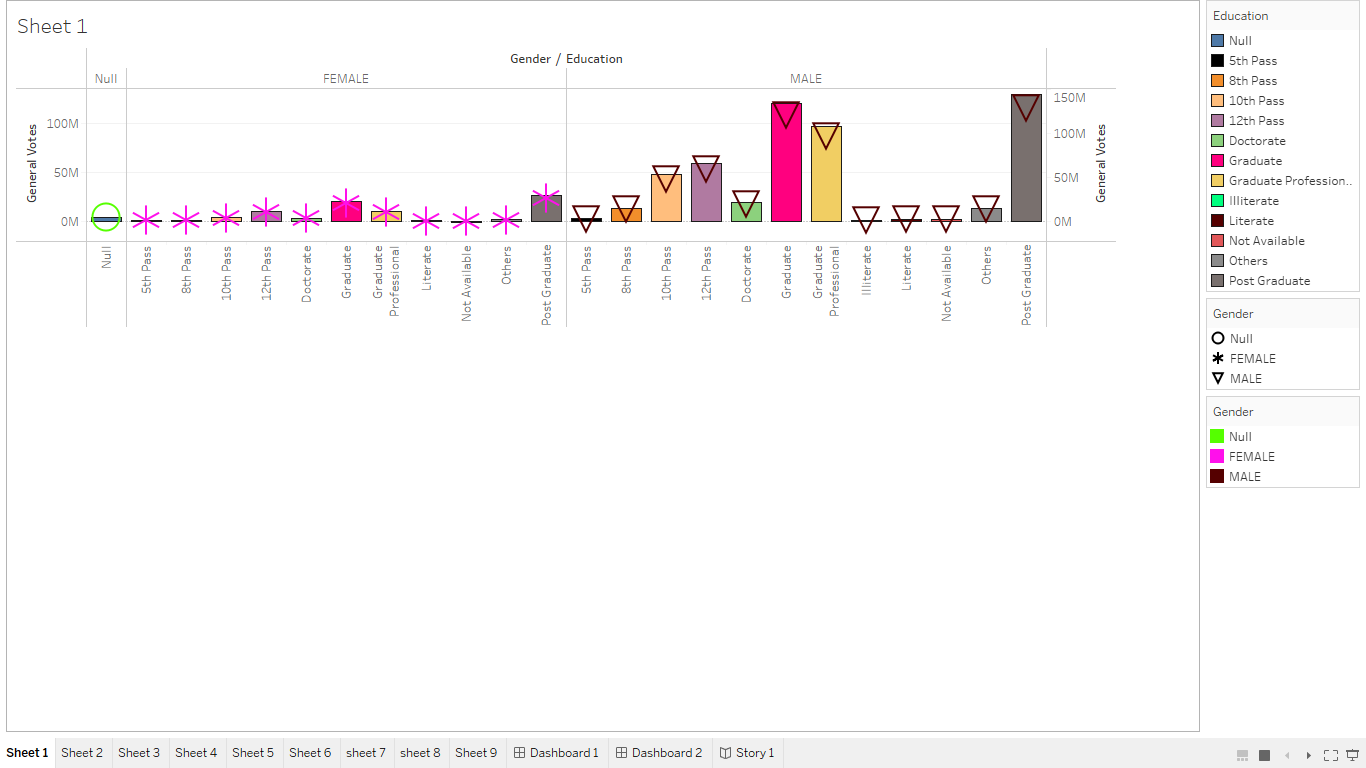 Sheet 1
Gender / Education
Null
FEMALE
MALE
General Votes
100M
50M
0M
150M
100M
50M
0M
General Votes
Null
5th Pass
8th Pass
10th Pass
12th Pass
Doctorate
Graduate
Graduate
Professional
Literate
Not Available
Others
Post Graduate
5th Pass
8th Pass
10th Pass
12th Pass
Doctorate
Graduate
Graduate
Professional
Illiterate
Literate
Not Available
Others
Post Graduate
Education
Null
5th Pass
8th Pass
10th Pass
12th Pass
Doctorate
Graduate
Graduate Profession..
Illiterate
Literate
Not Available
Others
Post Graduate
Gender
Null
FEMALE
MALE
Gender
Null
FEMALE
MALE
Sheet 1 Sheet 2 Sheet 3 Sheet 4 Sheet 5 Sheet 6 sheet 7 sheet 8 Sheet 9 Dashboard 1 Dashboard 2 Story 1